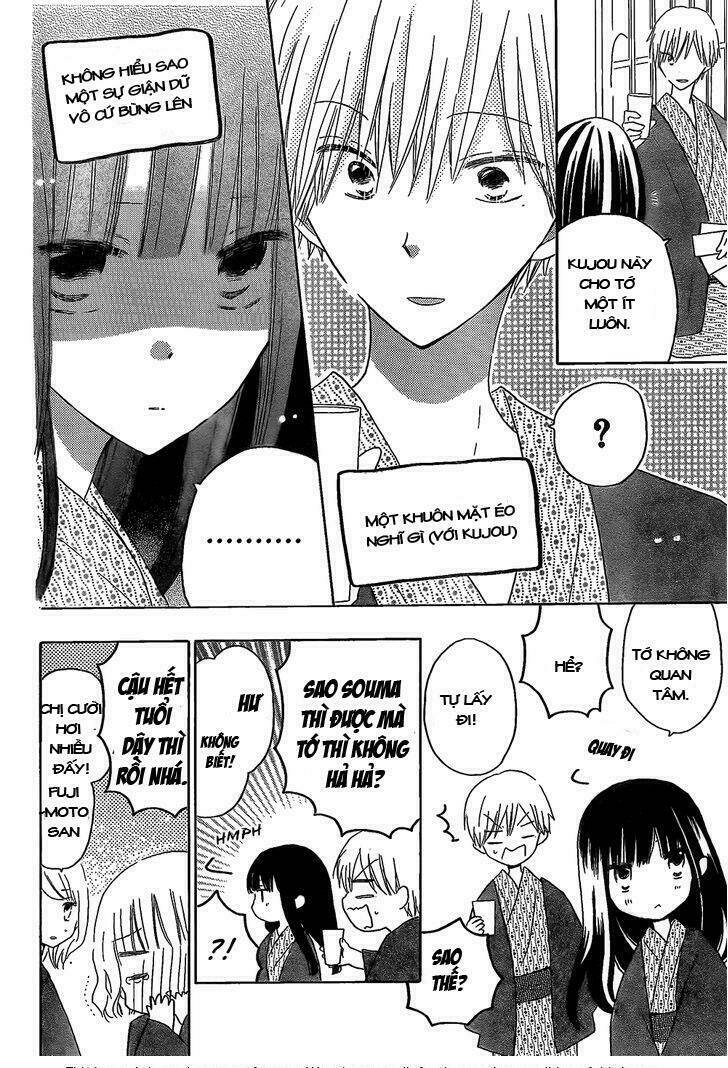 KUJOU NÀY
CHO TỚ
MỘT ÍT
LUÔN.
?
MỘT KHUÔN MẶT ÉO
NGHĨ GÌ (VỚI KUJOU)
KHÔNG HIỂU SAO
MỘT SỰ GIẬN DỮ
VÔ CỨ BÙNG LÊN
..........
TỚ KHÔNG
QUAN
TÂM.
HỂ?
QUAY ĐI
TỰ LẤY
ĐI!
SAO
THẾ?
SAO SOUMA
THÌ ĐƯỢC MÀ
TỚ THÌ KHÔNG
HẢ HẢ?
HƯ
KHÔNG
BIẾT!
HMPH
?!
CẬU HẾT
TUỔI
DẬY THÌ
RỒI NHÁ.
CHỊ CƯỜI
HƠI
NHIỀU
ĐẤY!
FUJI
-MOTO
SAN